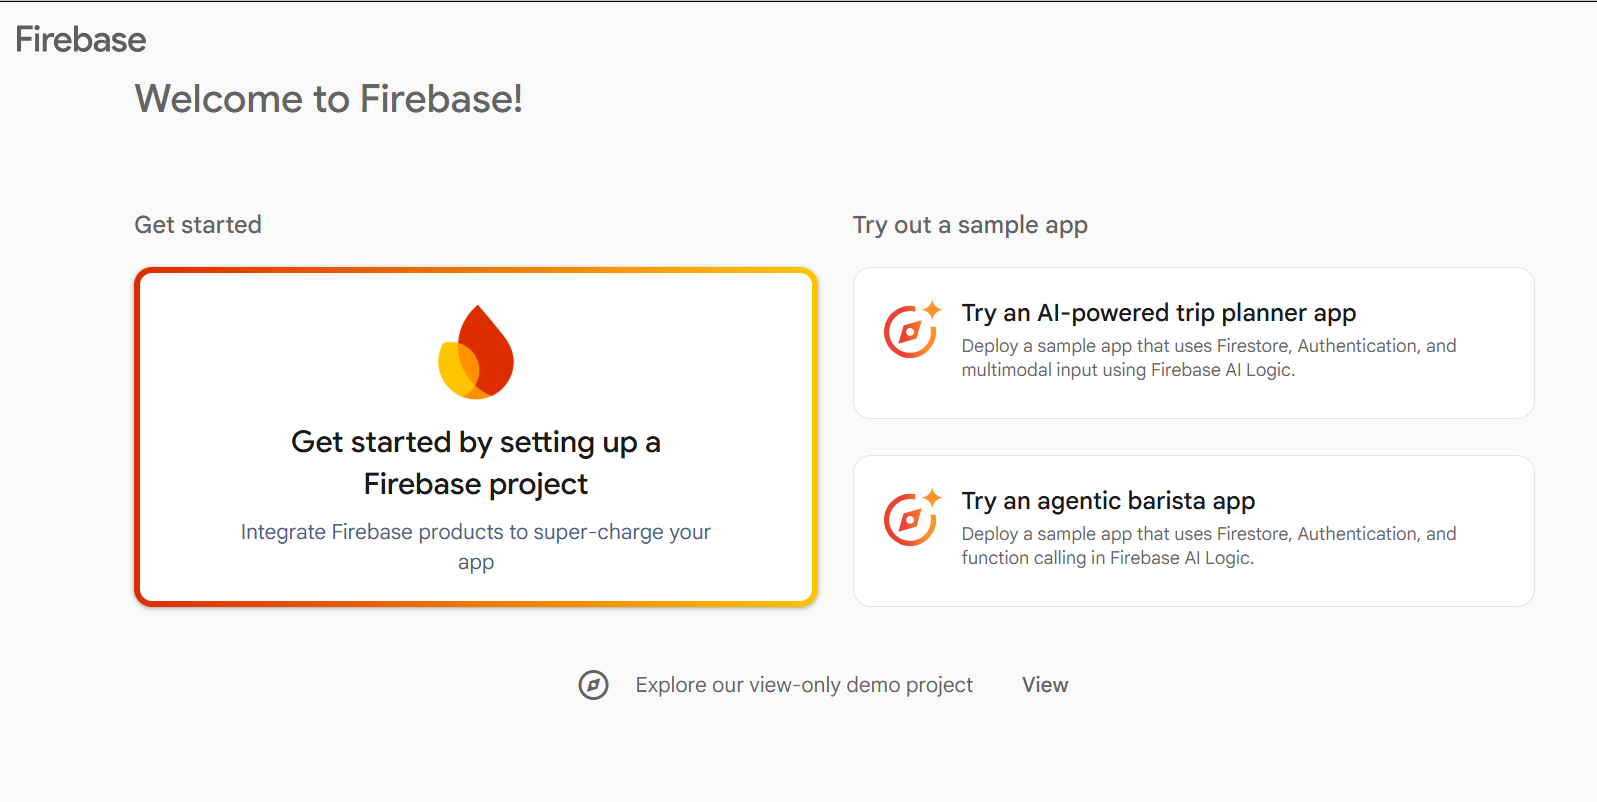 Firebase
Welcome to Firebase!
Get started
Get started by setting up a
Firebase project
Integrate Firebase products to super-charge your
app
Try out a sample app
Try an AI-powered trip planner app
Deploy a sample app that uses Firestore, Authentication, and
multimodal input using Firebase AI Logic.
Try an agentic barista app
Deploy a sample app that uses Firestore, Authentication, and
function calling in Firebase AI Logic.
Explore our view-only demo project
View